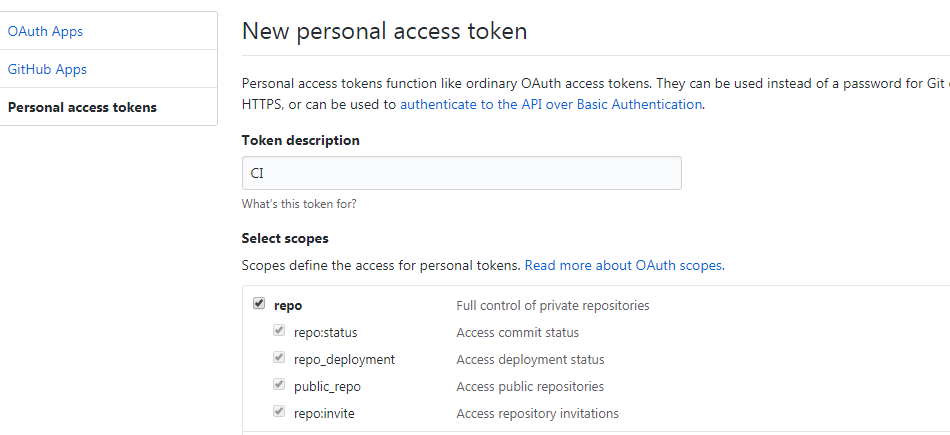 OAuth Apps
GitHub Apps
Personal access tokens
New personal access token
Personal access tokens function like ordinary OAuth access tokens. They can be used instead of a password for Git
HTTPS, or can be used to authenticate to the API over Basic Authentication.
Token description
CI
What's this token for?
Select scopes
Scopes define the access for personal tokens. Read more about OAuth scopes.
repo Full control of private repositories
repo:status Access commit status
repo_deployment Access deployment status
public_repo Access public repositories
repo:invite Access repository invitations